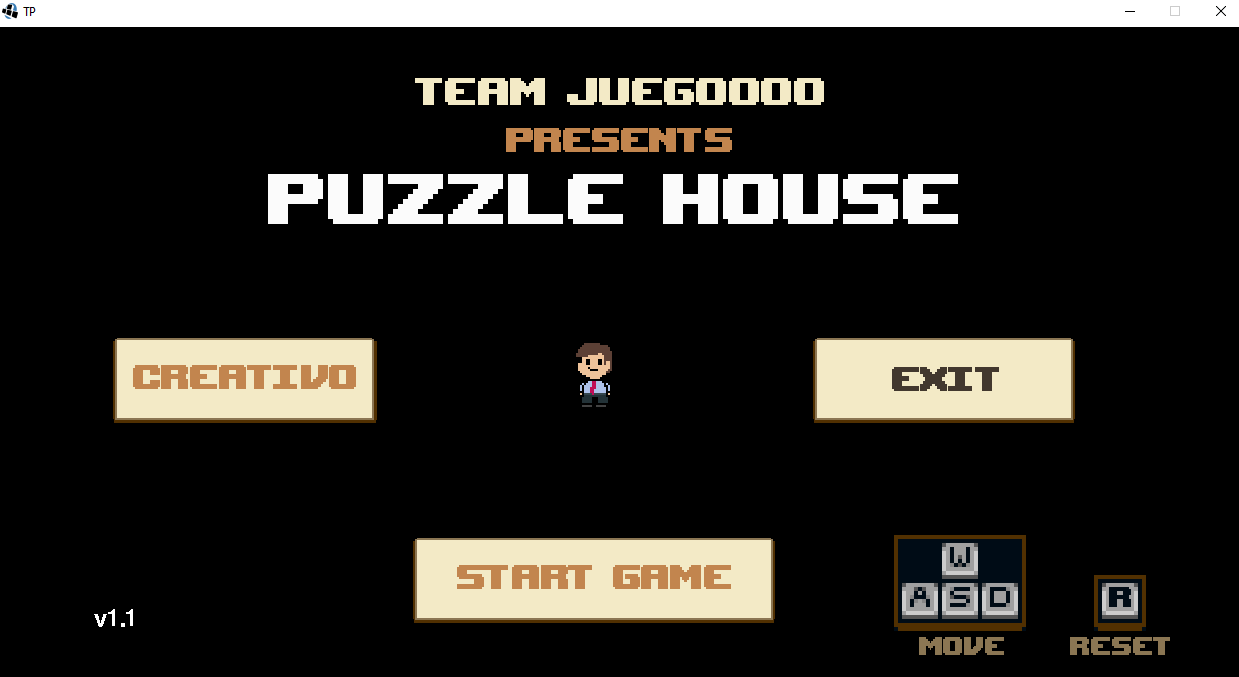 TP
TEAM JUEGOOOO
PRESENTS
PUZZLE HOUSE
CREATIVO
EXIT
START GAME
W
A S D
R
v1.1
MOVE
RESET